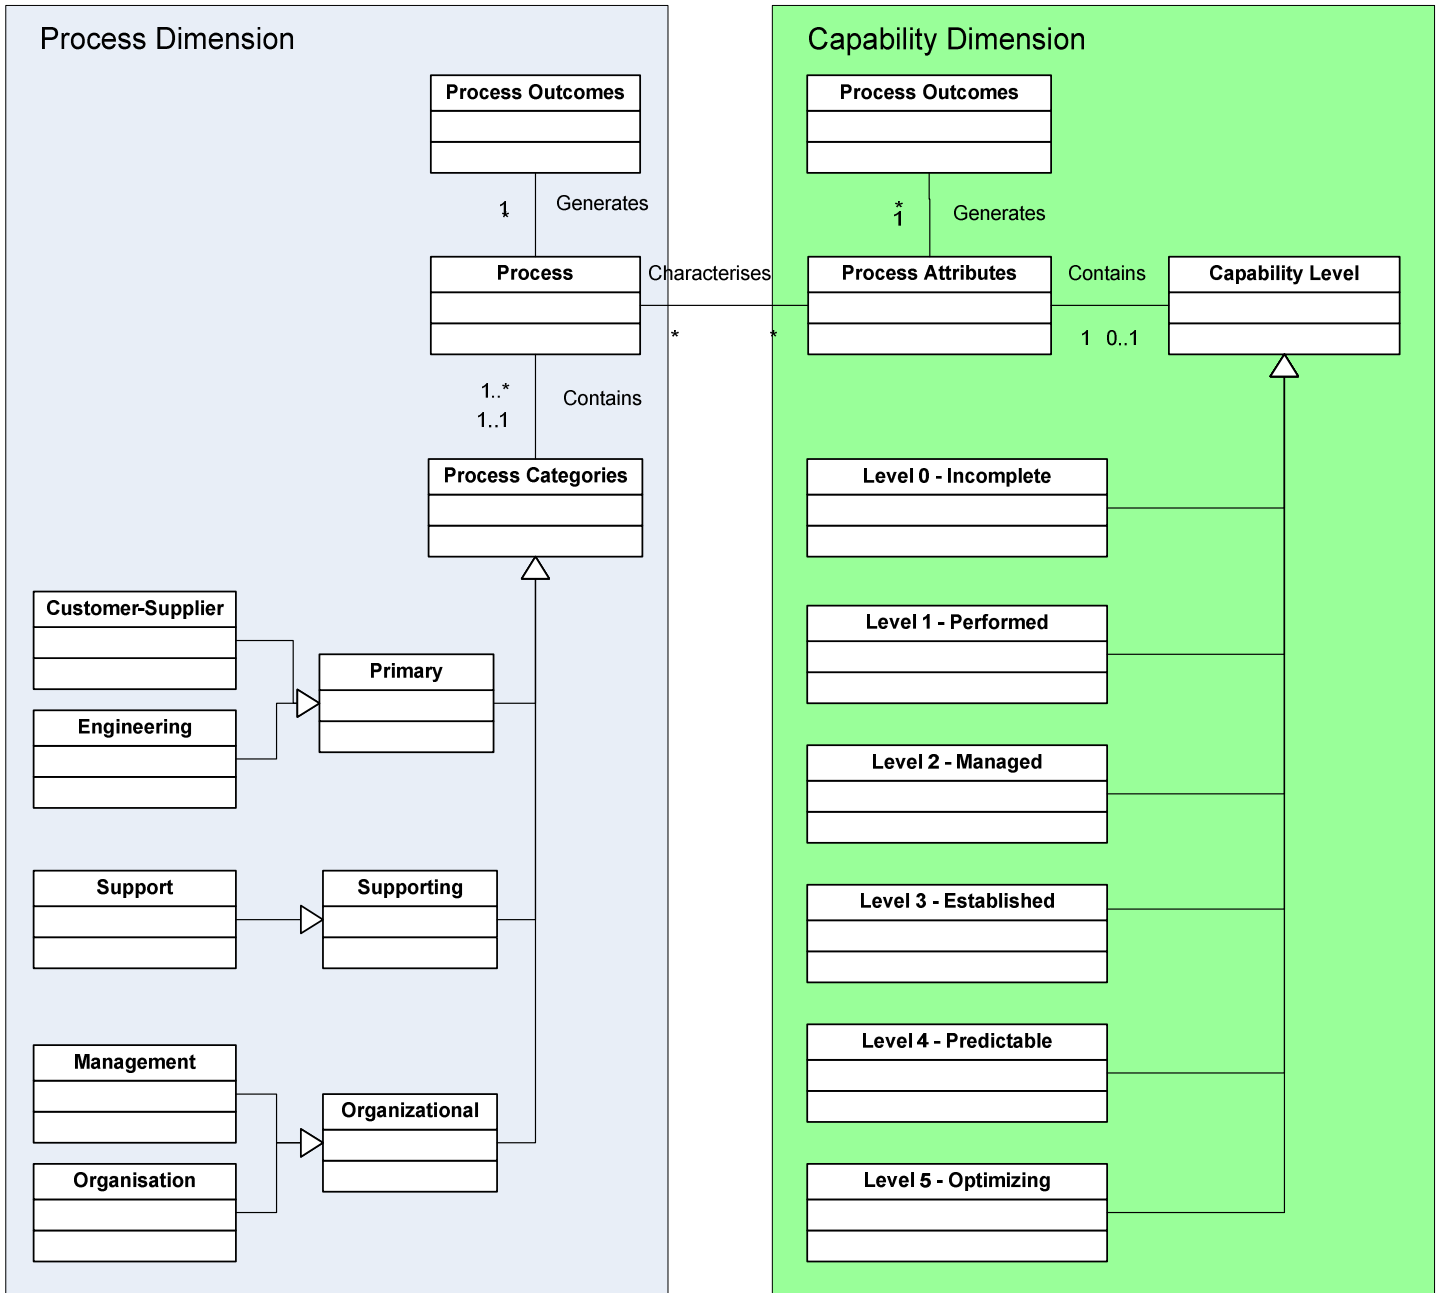 Process Dimension
Process Outcomes
1
*
Generates
Process
Characterises
*
*
1..*
1..1
Contains
Process Categories
Customer-Supplier
Engineering
Primary
Support
Supporting
Management
Organisation
Organizational
Capability Dimension
Process Outcomes
*
1
Generates
Process Attributes
Contains
1
0..1
Capability Level
Level 0 - Incomplete
Level 1 - Performed
Level 2 - Managed
Level 3 - Established
Level 4 - Predictable
Level 5 - Optimizing